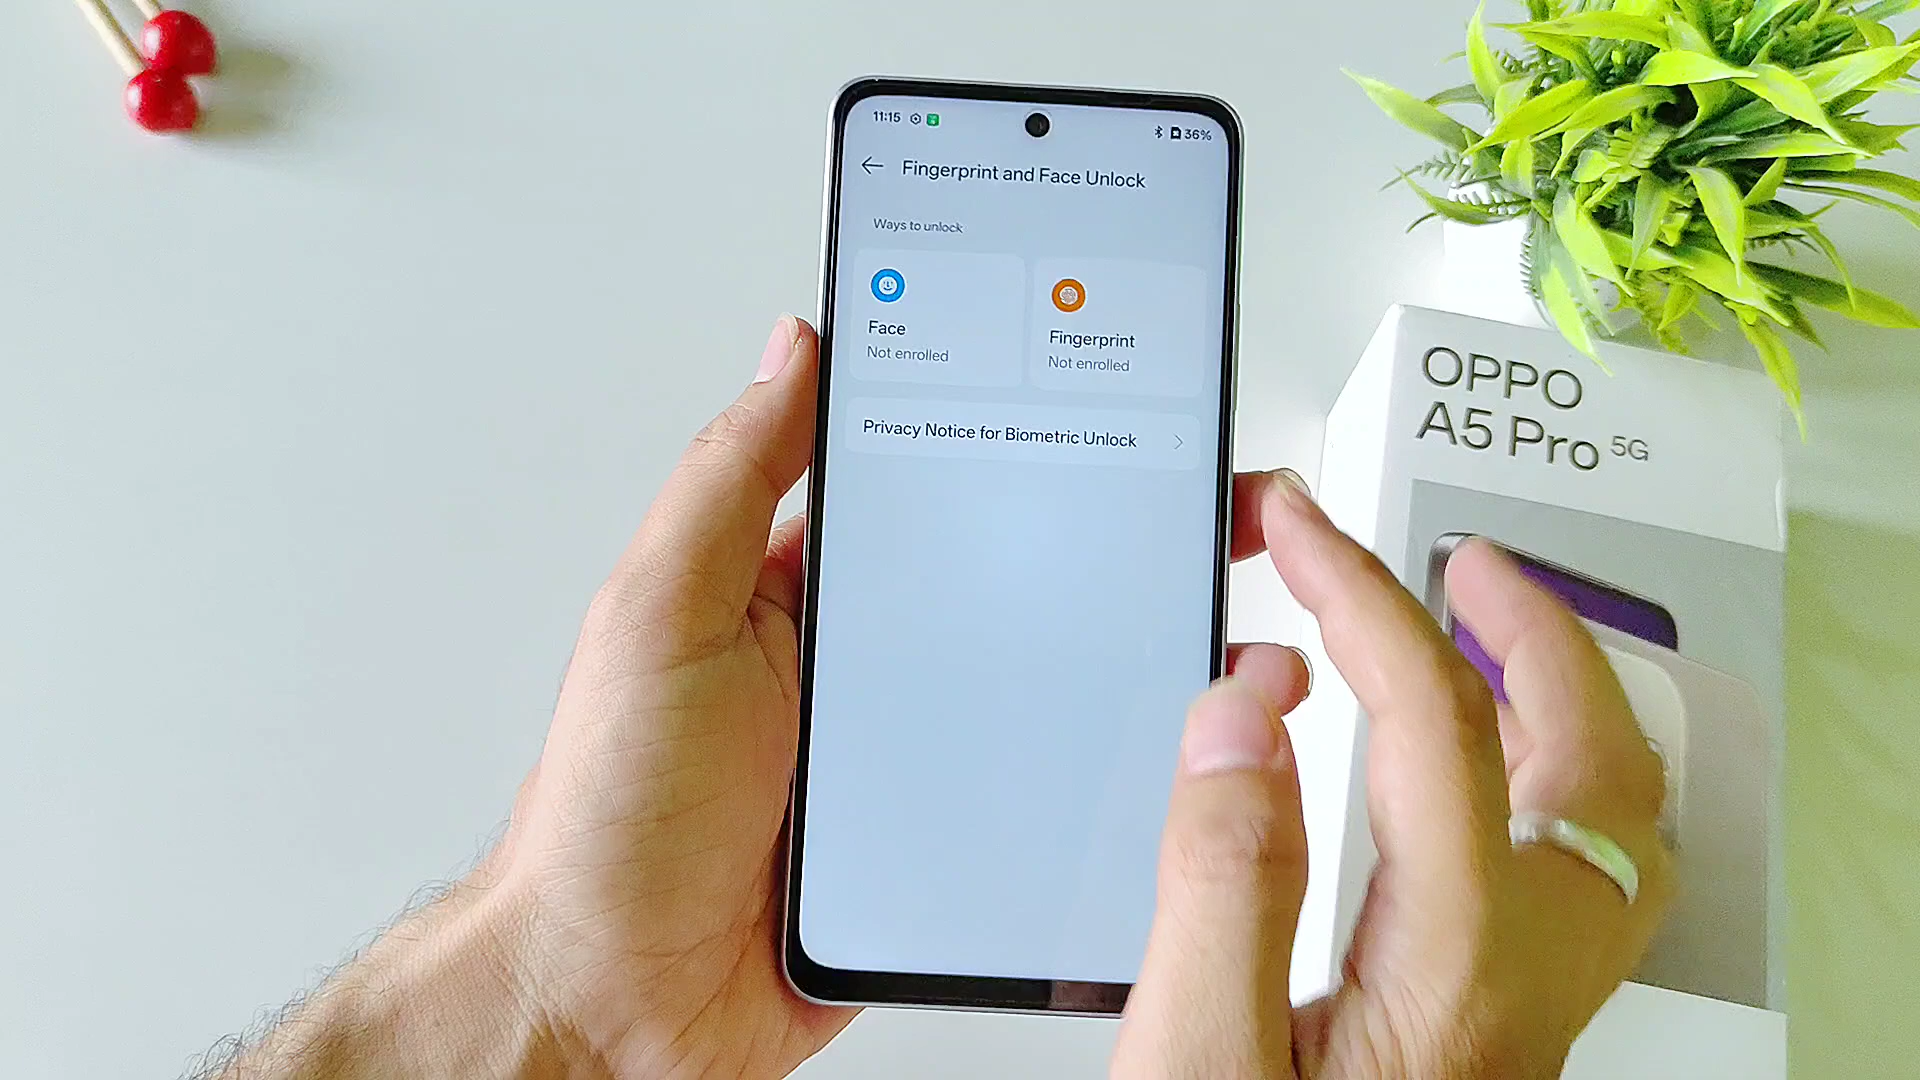 11:15
36%
Fingerprint and Face Unlock
Ways to unlock
Face
Not enrolled
Fingerprint
Not enrolled
Privacy Notice for Biometric Unlock
OPPO
A5 Pro 5G